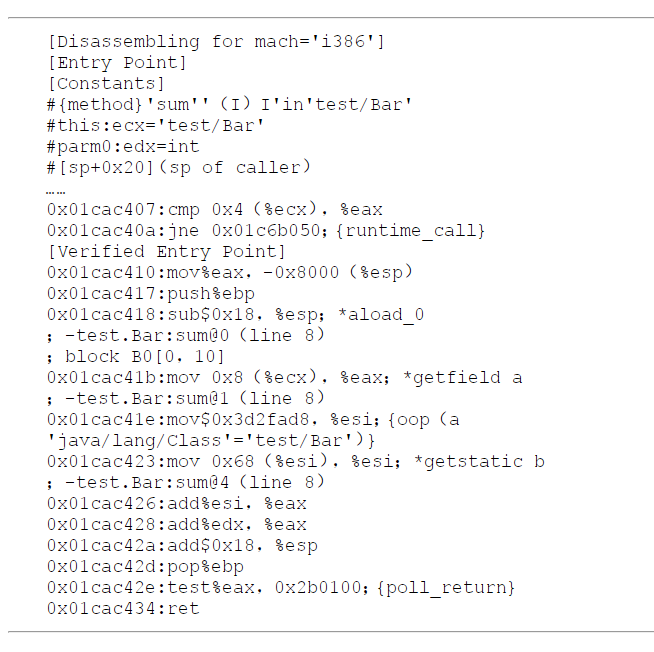 [Disassembling for mach='i386']
[Entry Point]
[Constants]
#{method}'sum'' (I) I'in'test/Bar'
#this:ecx='test/Bar'
#parm0:edx=int
#[sp+0x20](sp of caller)
……
0x01cac407:cmp 0x4 (%ecx), %eax
0x01cac40a:jne 0x01c6b050; {runtime_call}
[Verified Entry Point]
0x01cac410:mov%eax, -0x8000 (%esp)
0x01cac417:push%ebp
0x01cac418:sub$0x18, %esp; *aload_0
; -test.Bar:sum@0 (line 8)
; block B0[0, 10]
0x01cac41b:mov 0x8 (%ecx), %eax; *getfield a
; -test.Bar:sum@1 (line 8)
0x01cac41e:mov$0x3d2fad8, %esi; {oop (a
'java/lang/Class'='test/Bar')}
0x01cac423:mov 0x68 (%esi), %esi; *getstatic b
; -test.Bar:sum@4 (line 8)
0x01cac426:add%esi, %eax
0x01cac428:add%edx, %eax
0x01cac42a:add$0x18, %esp
0x01cac42d:pop%ebp
0x01cac42e:test%eax, 0x2b0100; {poll_return}
0x01cac434:ret